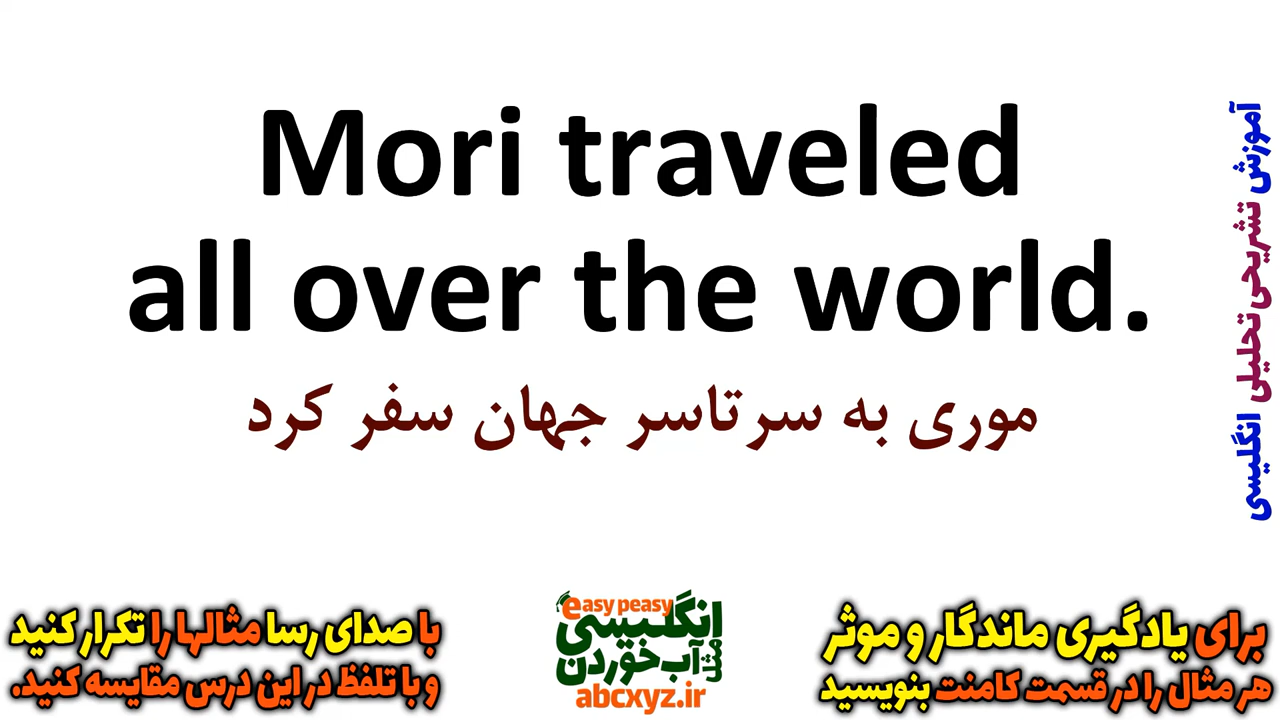 Mori traveled
all over the world.
موری به سرتاسر جهان سفر کرد
آموزش تشریحی تحلیلی انگلیسی
با صدای رسا مثالها را تکرار کنید
و با تلفظ در این درس مقایسه کنید.
easy peasy
انگلیسی
مثل آب خوردن
abcxyz.ir
برای یادگیری ماندگار و موثر
هر مثال را در قسمت کامنت بنویسید